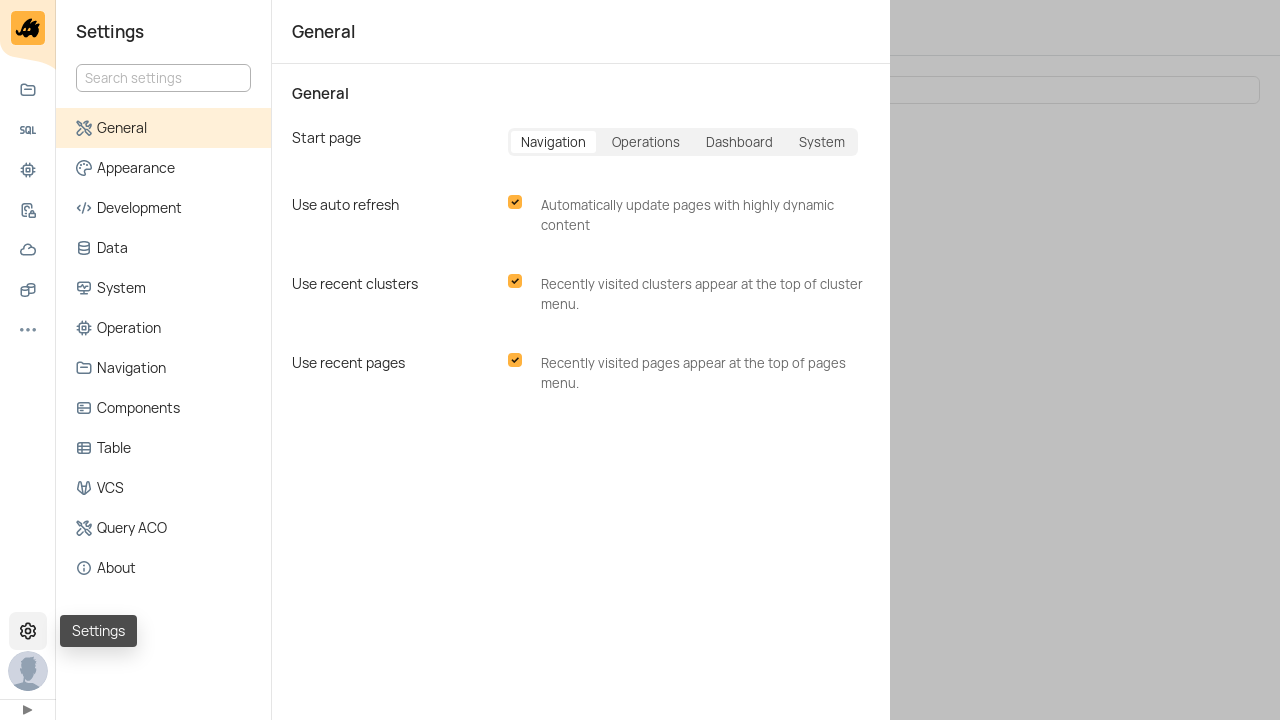 Settings
Search settings
General
Appearance
Development
Data
System
Operation
Navigation
Components
Table
VCS
Query ACO
About
SQL
Settings
General
General
Start page
Navigation Operations Dashboard System
Use auto refresh
Automatically update pages with highly dynamic
content
Use recent clusters
Recently visited clusters appear at the top of cluster
menu.
Use recent pages
Recently visited pages appear at the top of pages
menu.